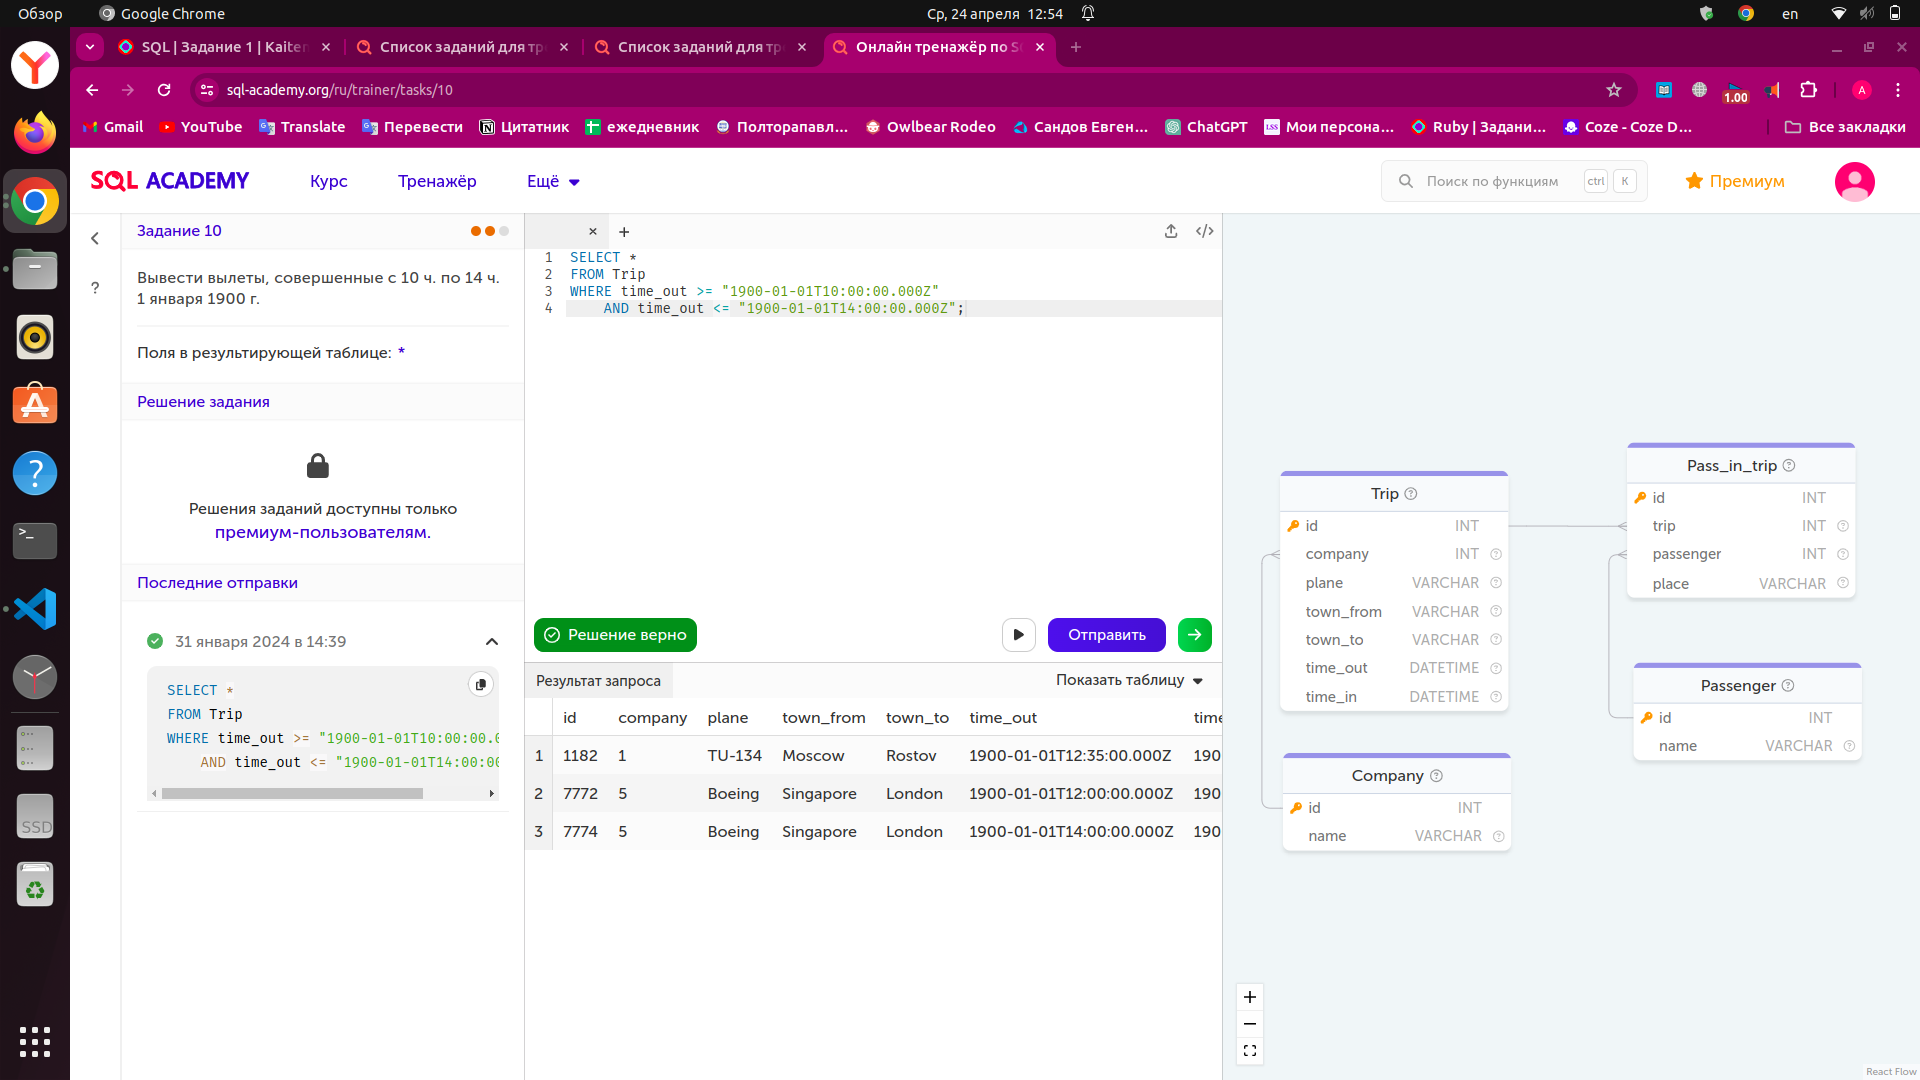 Обзор
Google Chrome
Ср, 24 апреля 12:54
en
SQL | Задание 1 | Kaiten
Список заданий для тр
Список заданий для тр
Онлайн тренажёр по S
sql-academy.org/ru/trainer/tasks/10
1.00
A
Gmail
YouTube
Translate
Перевести
Цитатник
ежедневник
Полторапавл...
Owlbear Rodeo
Сандов Евген...
ChatGPT
LSS
Мои персона...
Ruby | Задани...
Coze - Coze D...
Все закладки
SQL ACADEMY
Курс
Тренажёр
Ещё
Поиск по функциям
ctrl
K
Премиум
Задание 10
Вывести вылеты, совершенные с 10 ч. по 14 ч.
1 января 1900 г.
Поля в результирующей таблице: *
Решение задания
Решения заданий доступны только
премиум-пользователям.
Последние отправки
31 января 2024 в 14:39
SELECT *
FROM Trip
WHERE time_out >= "1900-01-01T10:00:00.0
AND time_out <= "1900-01-01T14:00:00
1 SELECT *
2 FROM Trip
3 WHERE time_out >= "1900-01-01T10:00:00.000Z"
4 AND time_out <= "1900-01-01T14:00:00.000Z";
Решение верно
Отправить
Результат запроса
Показать таблицу
id company plane town_from town_to time_out time
1 1182 1 TU-134 Moscow Rostov 1900-01-01T12:35:00.000Z 190
2 7772 5 Boeing Singapore London 1900-01-01T12:00:00.000Z 190
3 7774 5 Boeing Singapore London 1900-01-01T14:00:00.000Z 190
Trip
id INT
company INT
plane VARCHAR
town_from VARCHAR
town_to VARCHAR
time_out DATETIME
time_in DATETIME
Company
id INT
name VARCHAR
Pass_in_trip
id INT
trip INT
passenger INT
place VARCHAR
Passenger
id INT
name VARCHAR
React Flow
SSD